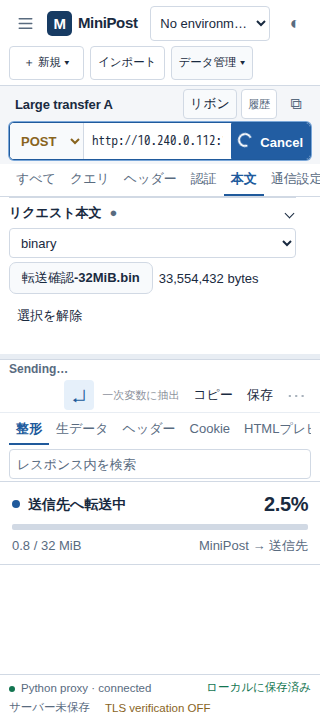 M MiniPost No environm…
＋ 新規 ▾ インポート データ管理 ▾
Large transfer A リボン 履歴
POST http://10.240.0.112: Cancel
すべて クエリ ヘッダー 認証 本文 通信設定
リクエスト本文 ●
binary
転送確認-32MiB.bin 33,554,432 bytes
選択を解除
Sending…
一次変数に抽出 コピー 保存 ···
整形 生データ ヘッダー Cookie HTMLプレビ
レスポンス内を検索
送信先へ転送中 2.5%
0.8 / 32 MiB MiniPost → 送信先
Python proxy · connected ローカルに保存済み
サーバー未保存 TLS verification OFF